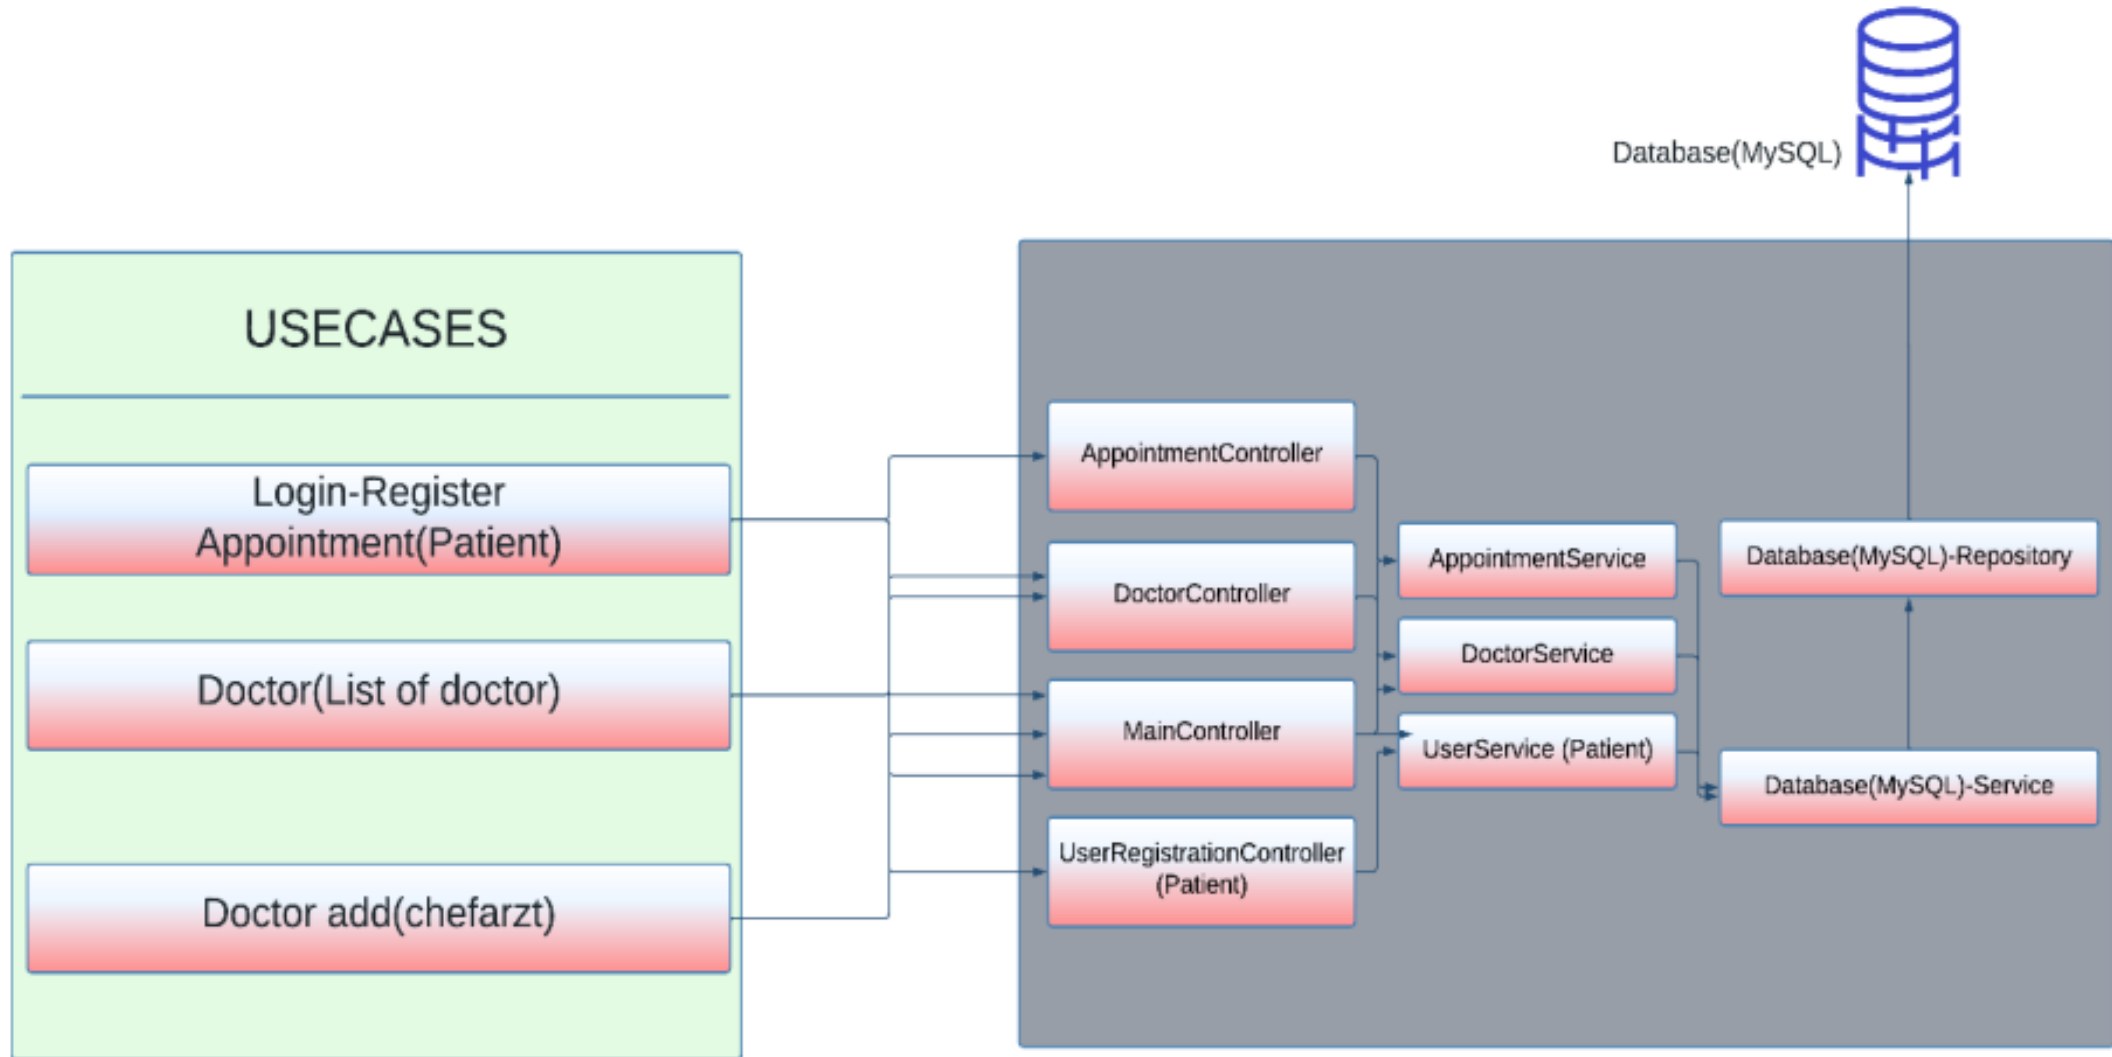 Database(MySQL)
USECASES
Login-Register
Appointment(Patient)
Doctor(List of doctor)
Doctor add(chefarzt)
AppointmentController
DoctorController
MainController
UserRegistrationController
(Patient)
AppointmentService
DoctorService
UserService (Patient)
Database(MySQL)-Repository
Database(MySQL)-Service